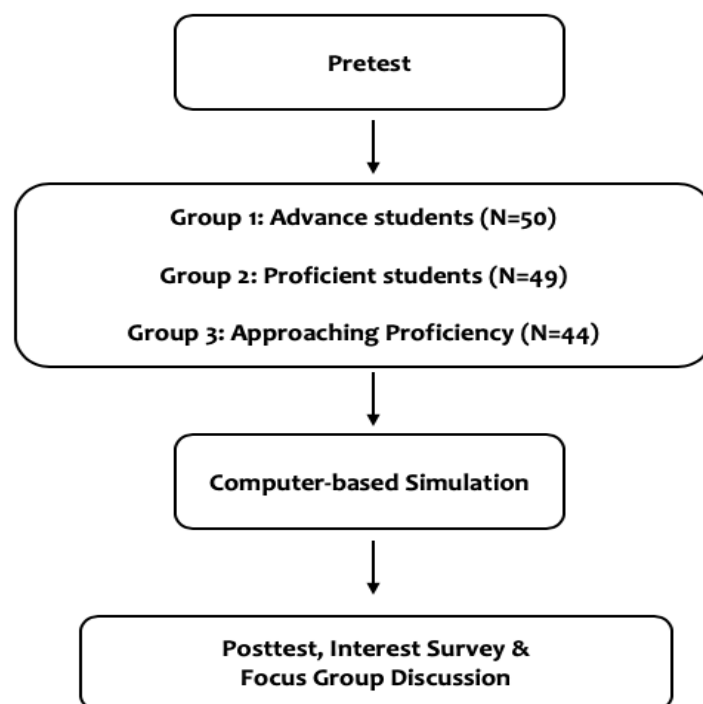 Pretest
Group 1: Advance students (N=50)
Group 2: Proficient students (N=49)
Group 3: Approaching Proficiency (N=44)
Computer-based Simulation
Posttest, Interest Survey &
Focus Group Discussion